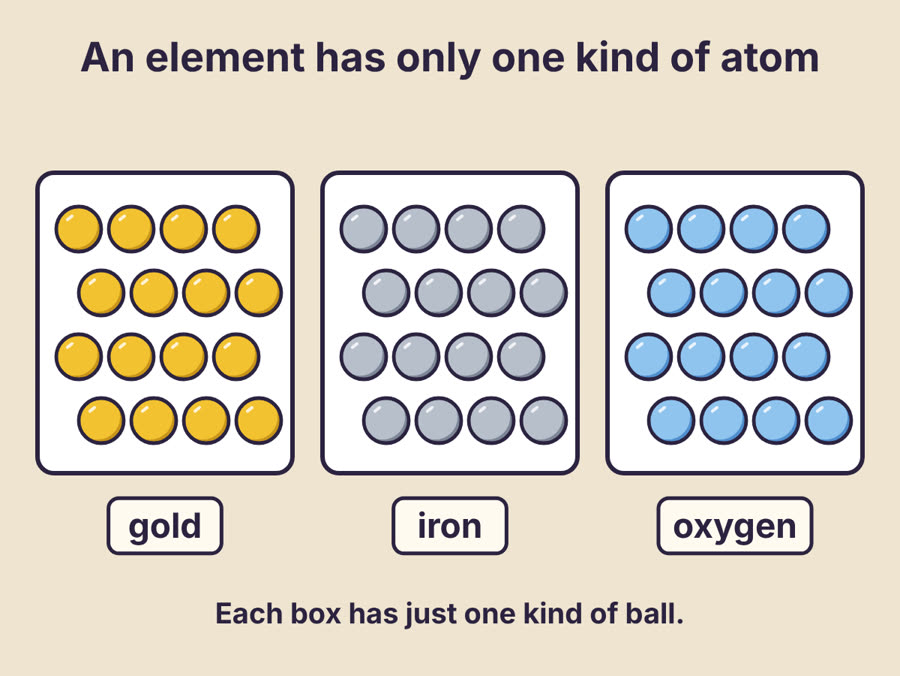 An element has only one kind of atom
gold
iron
oxygen
Each box has just one kind of ball.